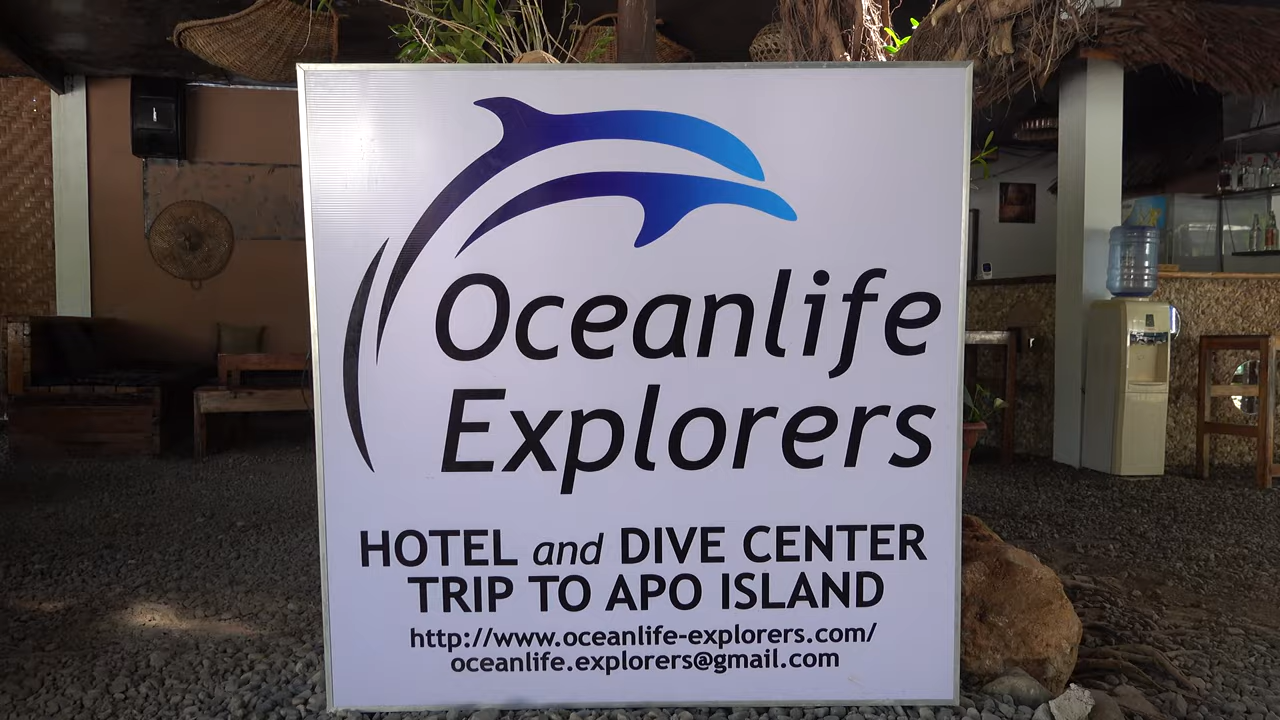 Oceanlife
Explorers
HOTEL and DIVE CENTER
TRIP TO APO ISLAND
http://www.oceanlife-explorers.com/
oceanlife.explorers@gmail.com